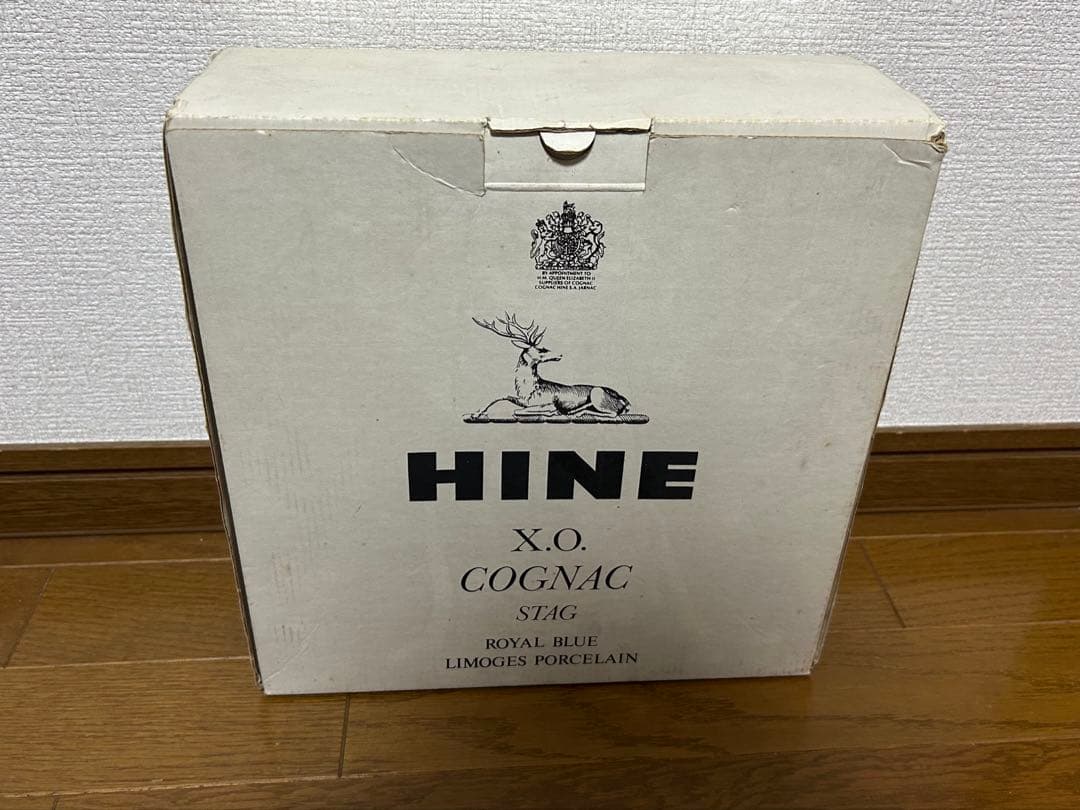 BY APPOINTMENT TO
H.M. QUEEN ELIZABETH II
SUPPLIERS OF COGNAC
COGNAC HINE S.A. JARNAC
HINE
X.O.
COGNAC
STAG
ROYAL BLUE
LIMOGES PORCELAIN